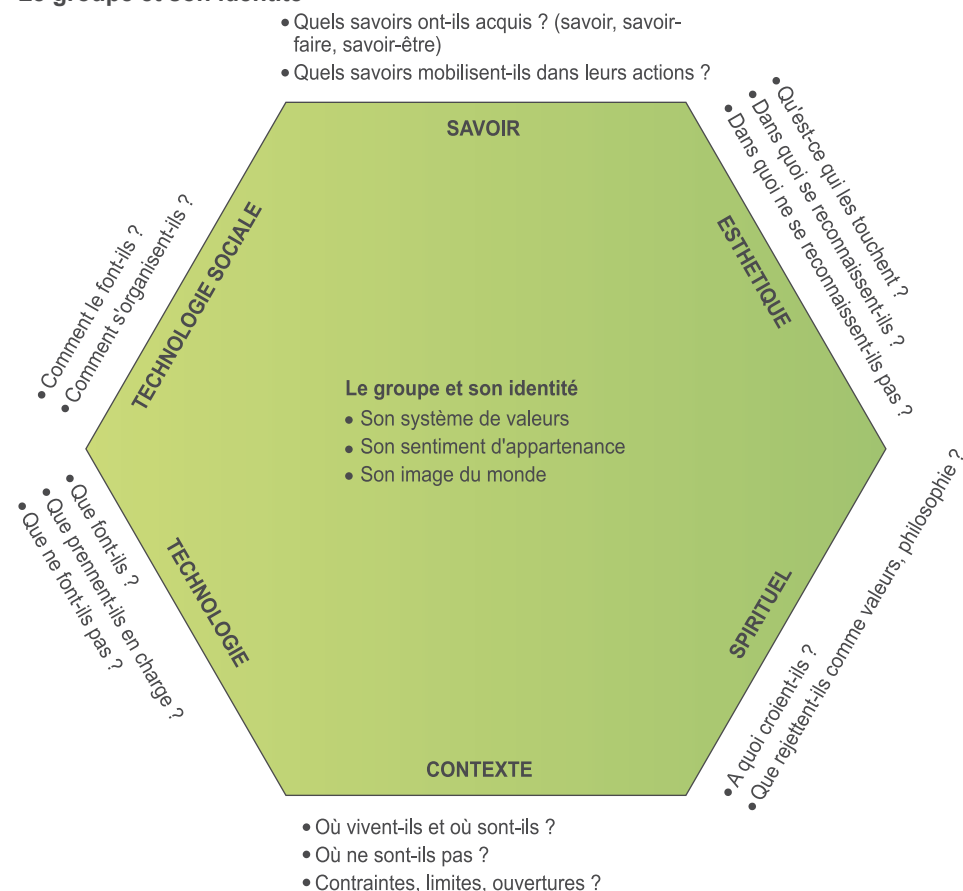 Le groupe et son identité
• Quels savoirs ont-ils acquis ? (savoir, savoir-
faire, savoir-être)
• Quels savoirs mobilisent-ils dans leurs actions ?
SAVOIR
• Qu'est-ce qui les touchent ?
• Dans quoi se reconnaissent-ils ?
• Dans quoi ne se reconnaissent-ils pas ?
ESTHETIQUE
• Comment le font-ils ?
• Comment s'organisent-ils ?
TECHNOLOGIE SOCIALE
Le groupe et son identité
• Son système de valeurs
• Son sentiment d'appartenance
• Son image du monde
• Que font-ils ?
• Que prennent-ils en charge ?
• Que ne font-ils pas ?
TECHNOLOGIE
SPIRITUEL
• A quoi croient-ils ?
• Que rejettent-ils comme valeurs, philosophie ?
CONTEXTE
• Où vivent-ils et où sont-ils ?
• Où ne sont-ils pas ?
• Contraintes, limites, ouvertures ?